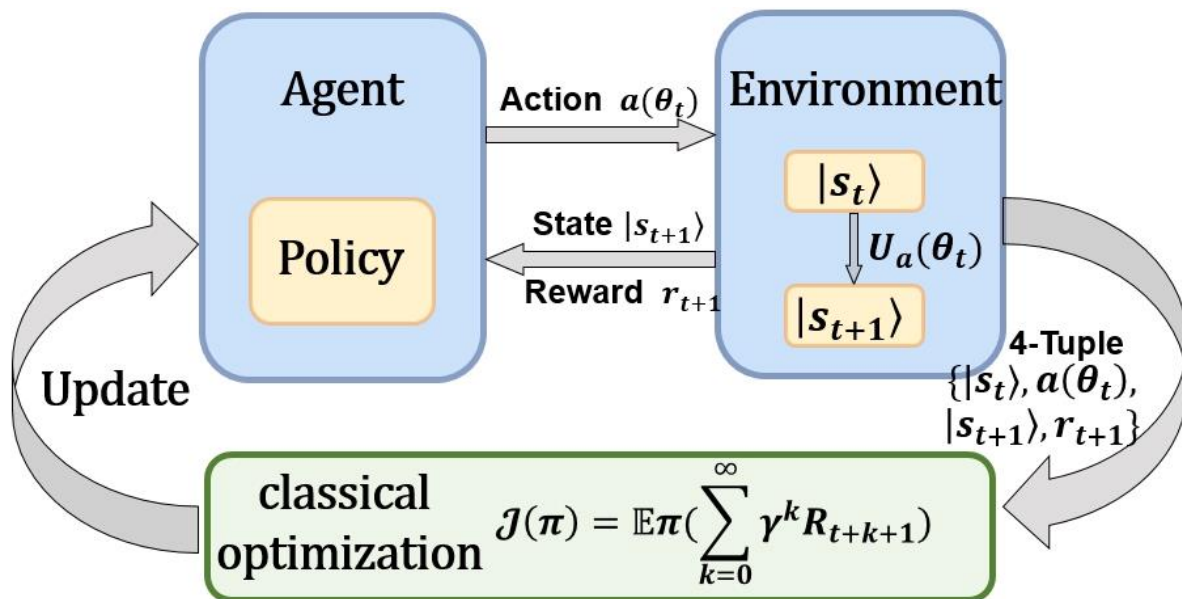 Agent
Policy
Action a(θ_t)
State |s_{t+1}⟩
Reward r_{t+1}
Environment
|s_t⟩
U_a(θ_t)
|s_{t+1}⟩
4-Tuple
{|s_t⟩, a(θ_t),
|s_{t+1}⟩, r_{t+1}}
Update
classical
optimization
𝒥(π) = 𝔼π(∑_{k=0}^{∞} γ^k R_{t+k+1})